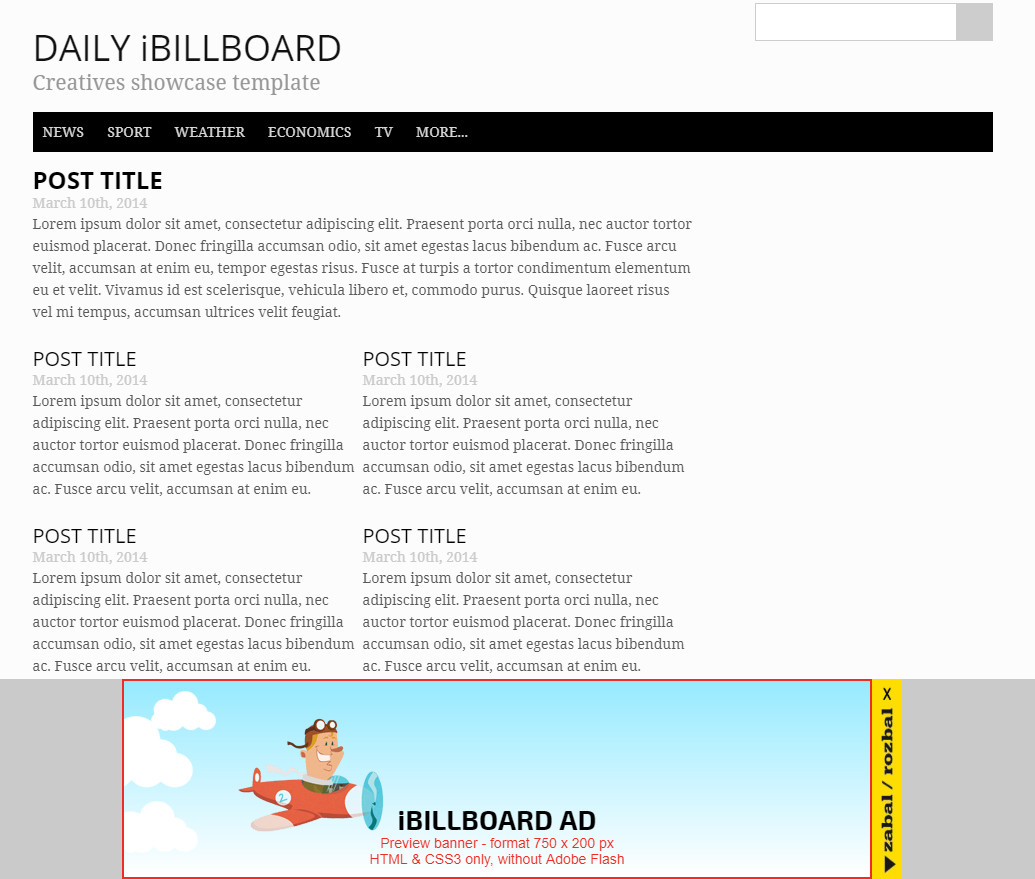 DAILY iBILLBOARD
Creatives showcase template
NEWS SPORT WEATHER ECONOMICS TV MORE...
POST TITLE
March 10th, 2014
Lorem ipsum dolor sit amet, consectetur adipiscing elit. Praesent porta orci nulla, nec auctor tortor
euismod placerat. Donec fringilla accumsan odio, sit amet egestas lacus bibendum ac. Fusce arcu
velit, accumsan at enim eu, tempor egestas risus. Fusce at turpis a tortor condimentum elementum
eu et velit. Vivamus id est scelerisque, vehicula libero et, commodo purus. Quisque laoreet risus
vel mi tempus, accumsan ultrices velit feugiat.
POST TITLE
March 10th, 2014
Lorem ipsum dolor sit amet, consectetur
adipiscing elit. Praesent porta orci nulla, nec
auctor tortor euismod placerat. Donec fringilla
accumsan odio, sit amet egestas lacus bibendum
ac. Fusce arcu velit, accumsan at enim eu.
POST TITLE
March 10th, 2014
Lorem ipsum dolor sit amet, consectetur
adipiscing elit. Praesent porta orci nulla, nec
auctor tortor euismod placerat. Donec fringilla
accumsan odio, sit amet egestas lacus bibendum
ac. Fusce arcu velit, accumsan at enim eu.
POST TITLE
March 10th, 2014
Lorem ipsum dolor sit amet, consectetur
adipiscing elit. Praesent porta orci nulla, nec
auctor tortor euismod placerat. Donec fringilla
accumsan odio, sit amet egestas lacus bibendum
ac. Fusce arcu velit, accumsan at enim eu.
POST TITLE
March 10th, 2014
Lorem ipsum dolor sit amet, consectetur
adipiscing elit. Praesent porta orci nulla, nec
auctor tortor euismod placerat. Donec fringilla
accumsan odio, sit amet egestas lacus bibendum
ac. Fusce arcu velit, accumsan at enim eu.
2
iBILLBOARD AD
Preview banner - format 750 x 200 px
HTML & CSS3 only, without Adobe Flash
zabal / rozbal X